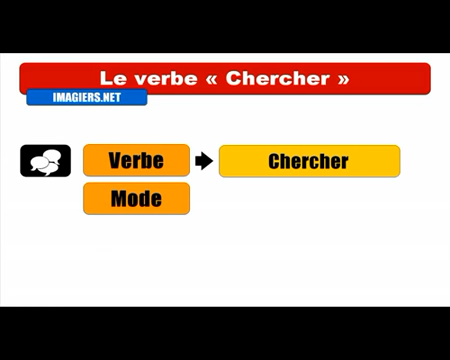 Le verbe « Chercher »
IMAGIERS.NET
Verbe Chercher
Mode